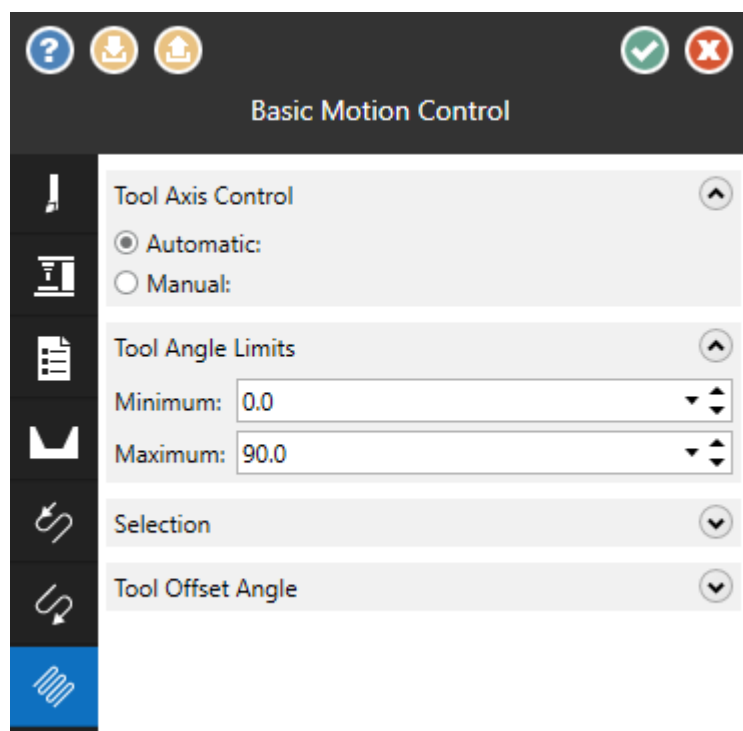 Basic Motion Control
Tool Axis Control
Automatic:
Manual:
Tool Angle Limits
Minimum: 0.0
Maximum: 90.0
Selection
Tool Offset Angle